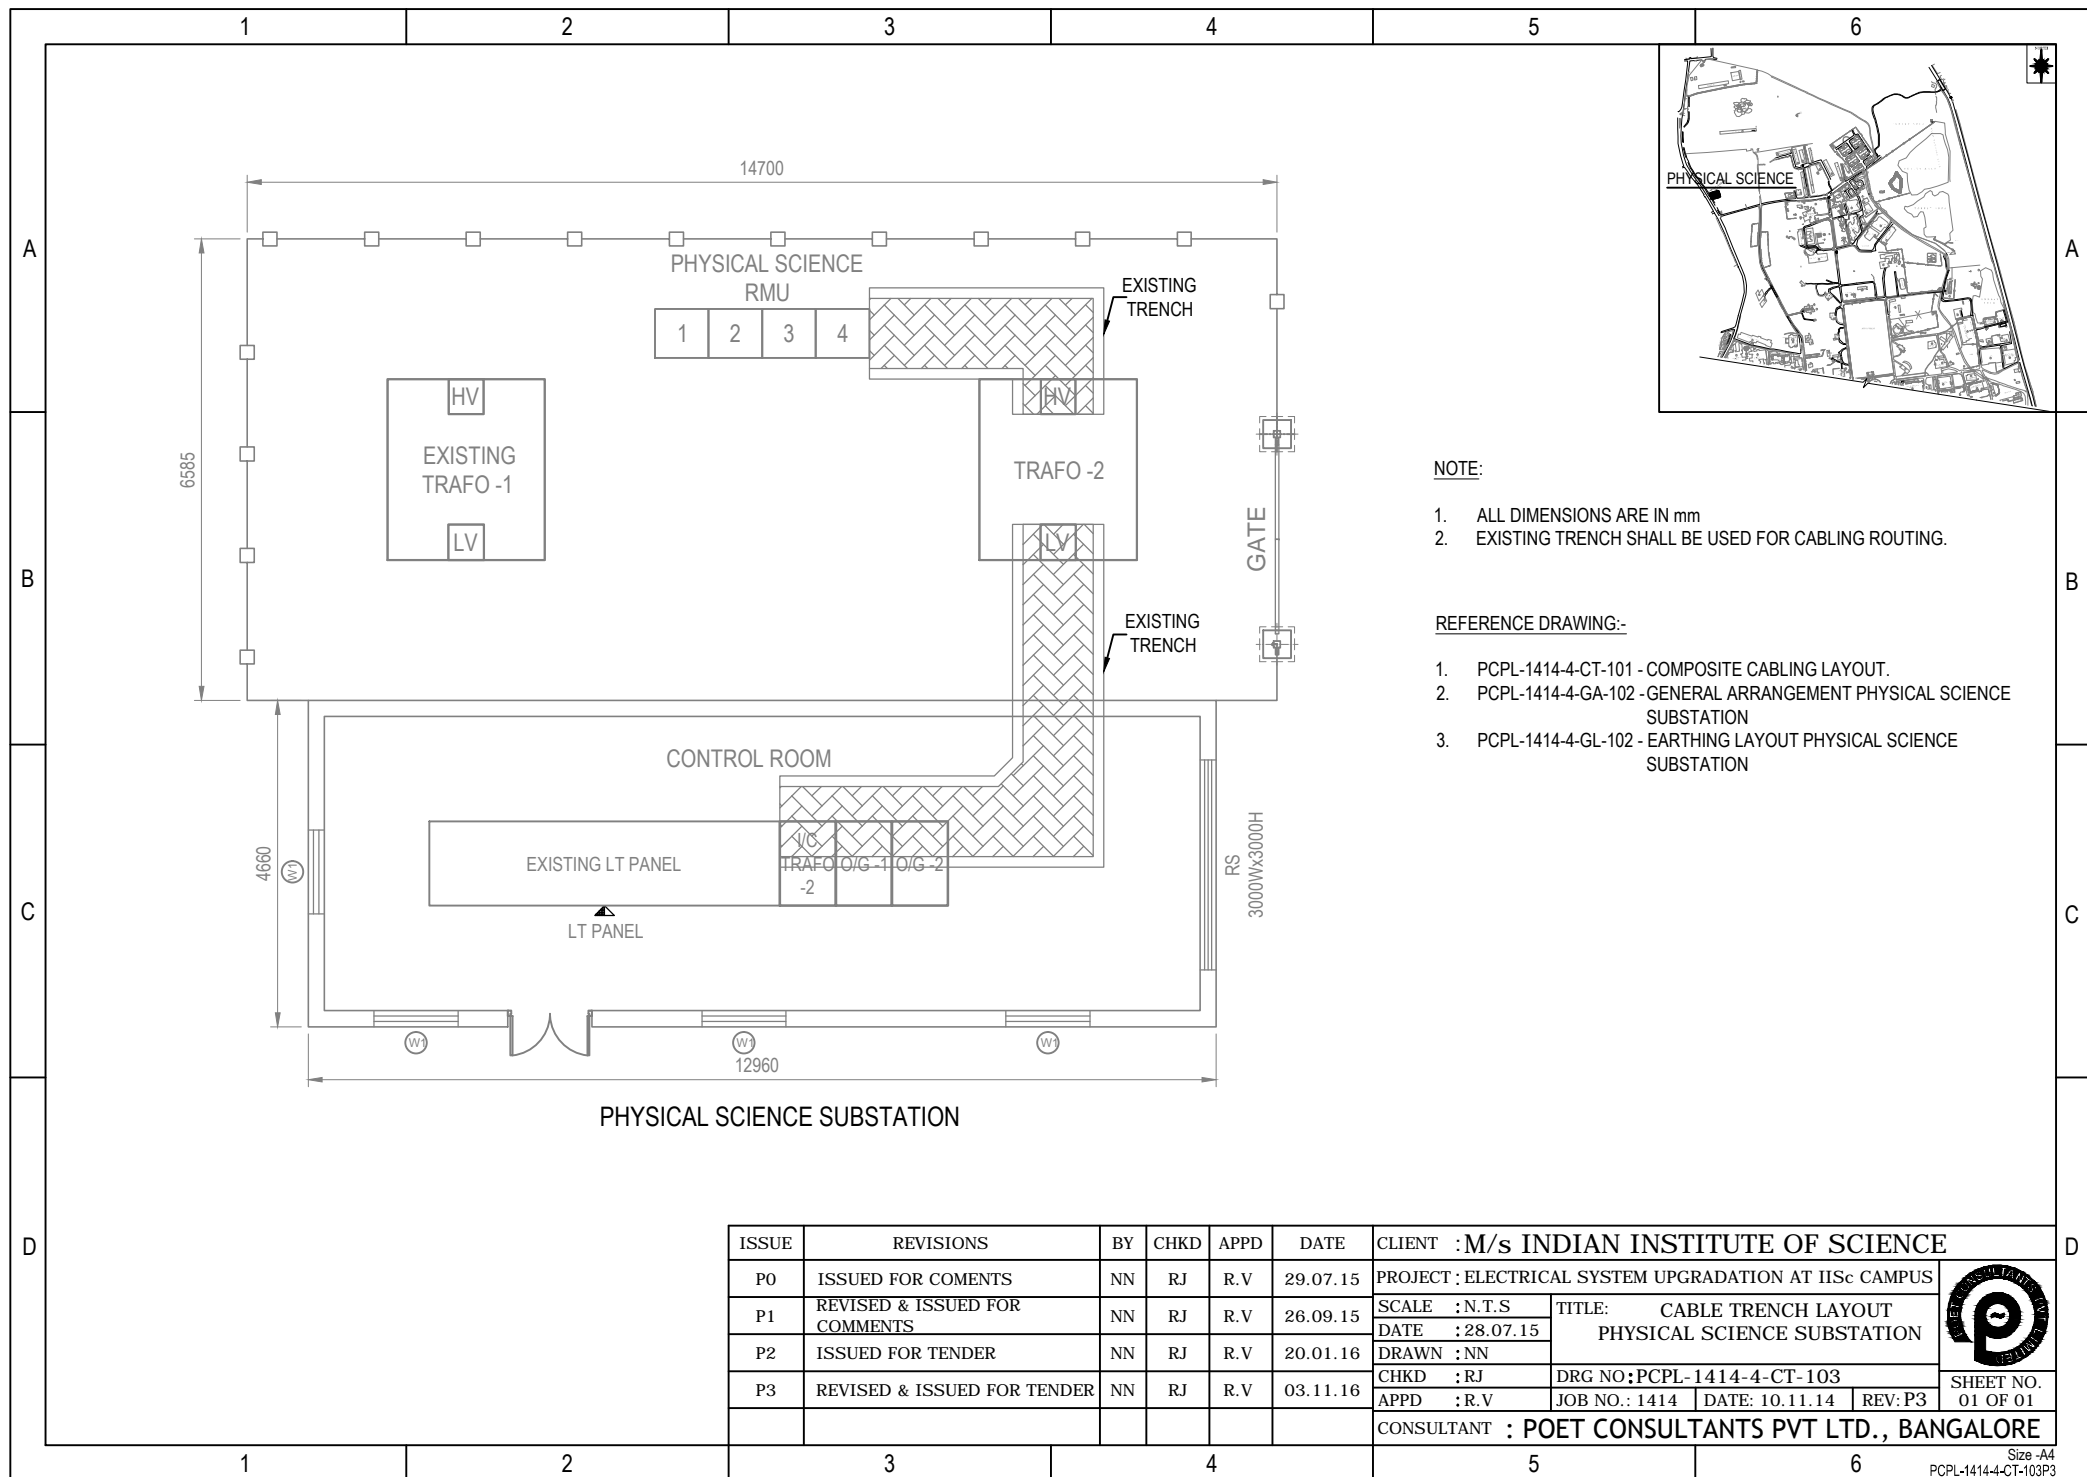 1 2 3 4 5 6
A
B
C
D
A
B
C
D
PHYSICAL SCIENCE
14700
6585
PHYSICAL SCIENCE
RMU
1 2 3 4
EXISTING
TRENCH
HV
EXISTING
TRAFO -1
LV
HV
TRAFO -2
LV
GATE
EXISTING
TRENCH
CONTROL ROOM
4660
W1
EXISTING LT PANEL
I/C
TRAFO
-2
O/G -1
O/G -2
LT PANEL
RS
3000Wx3000H
W1
W1
W1
12960
PHYSICAL SCIENCE SUBSTATION
NOTE:
1. ALL DIMENSIONS ARE IN mm
2. EXISTING TRENCH SHALL BE USED FOR CABLING ROUTING.
REFERENCE DRAWING:-
1. PCPL-1414-4-CT-101 - COMPOSITE CABLING LAYOUT.
2. PCPL-1414-4-GA-102 - GENERAL ARRANGEMENT PHYSICAL SCIENCE
SUBSTATION
3. PCPL-1414-4-GL-102 - EARTHING LAYOUT PHYSICAL SCIENCE
SUBSTATION
ISSUE REVISIONS BY CHKD APPD DATE
P0 ISSUED FOR COMENTS NN RJ R.V 29.07.15
P1 REVISED & ISSUED FOR
COMMENTS NN RJ R.V 26.09.15
P2 ISSUED FOR TENDER NN RJ R.V 20.01.16
P3 REVISED & ISSUED FOR TENDER NN RJ R.V 03.11.16
CLIENT : M/s INDIAN INSTITUTE OF SCIENCE
PROJECT : ELECTRICAL SYSTEM UPGRADATION AT IISc CAMPUS
SCALE : N.T.S
DATE : 28.07.15
DRAWN : NN
CHKD : RJ
APPD : R.V
TITLE: CABLE TRENCH LAYOUT
PHYSICAL SCIENCE SUBSTATION
DRG NO: PCPL-1414-4-CT-103
JOB NO.: 1414 DATE: 10.11.14 REV: P3
POET CONSULTANTS PVT LIMITED
SHEET NO.
01 OF 01
CONSULTANT : POET CONSULTANTS PVT LTD., BANGALORE
1 2 3 4 5 6
Size -A4
PCPL-1414-4-CT-103P3